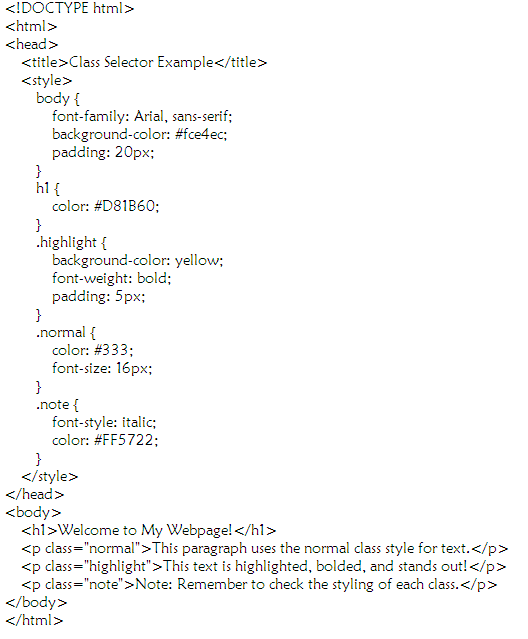 <!DOCTYPE html>
<html>
<head>
<title>Class Selector Example</title>
<style>
body {
font-family: Arial, sans-serif;
background-color: #fce4ec;
padding: 20px;
}
h1 {
color: #D81B60;
}
.highlight {
background-color: yellow;
font-weight: bold;
padding: 5px;
}
.normal {
color: #333;
font-size: 16px;
}
.note {
font-style: italic;
color: #FF5722;
}
</style>
</head>
<body>
<h1>Welcome to My Webpage!</h1>
<p class="normal">This paragraph uses the normal class style for text.</p>
<p class="highlight">This text is highlighted, bolded, and stands out!</p>
<p class="note">Note: Remember to check the styling of each class.</p>
</body>
</html>